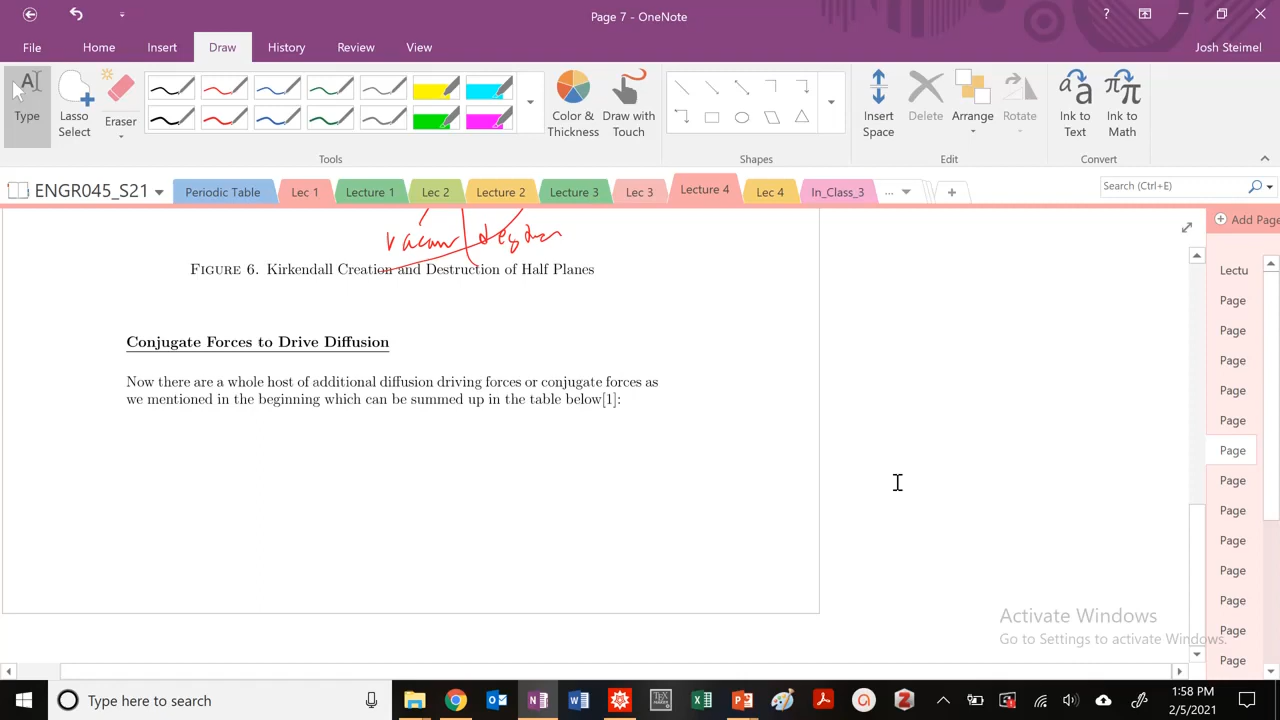 Page 7 - OneNote
?
File
Home
Insert
Draw
History
Review
View
Josh Steimel
Type
Lasso
Select
Eraser
Color &
Thickness
Draw with
Touch
Insert
Space
Delete
Arrange
Rotate
Ink to
Text
Ink to
Math
Tools
Shapes
Edit
Convert
ENGR045_S21
Periodic Table
Lec 1
Lecture 1
Lec 2
Lecture 2
Lecture 3
Lec 3
Lecture 4
Lec 4
In_Class_3
...
Search (Ctrl+E)
Add Page
Lectu
Page
Page
Page
Page
Page
Page
Page
Page
Page
Page
Page
Page
Page
FIGURE 6. Kirkendall Creation and Destruction of Half Planes
Conjugate Forces to Drive Diffusion
Now there are a whole host of additional diffusion driving forces or conjugate forces as
we mentioned in the beginning which can be summed up in the table below[1]:
Activate Windows
Go to Settings to activate Windows.
Type here to search
1:58 PM
2/5/2021